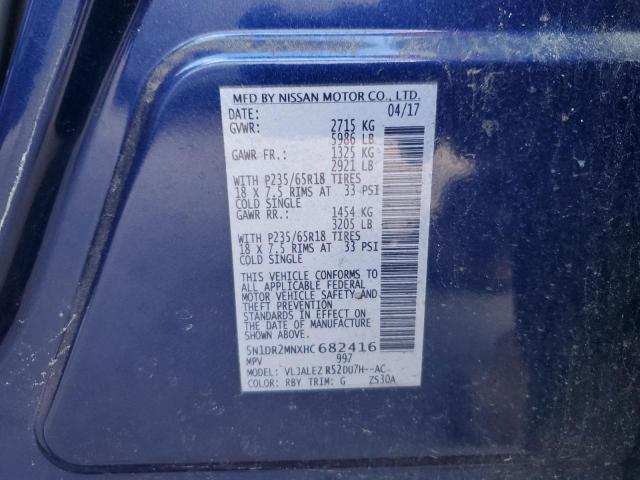 MFD BY NISSAN MOTOR CO., LTD.
DATE: 04/17
GVWR: 2715 KG
5986 LB
GAWR FR.: 1325 KG
2921 LB
WITH P235/65R18 TIRES
18 X 7.5 RIMS AT 33 PSI
COLD SINGLE
GAWR RR.: 1454 KG
3205 LB
WITH P235/65R18 TIRES
18 X 7.5 RIMS AT 33 PSI
COLD SINGLE
THIS VEHICLE CONFORMS TO
ALL APPLICABLE FEDERAL
MOTOR VEHICLE SAFETY AND
THEFT PREVENTION
STANDARDS IN EFFECT ON
THE DATE OF MANUFACTURE
SHOWN ABOVE.
5N1DR2MNXHC682416
MPV 997
MODEL: VLJALEZ R52DU7H--AC-
COLOR: RBY TRIM: G ZS30A